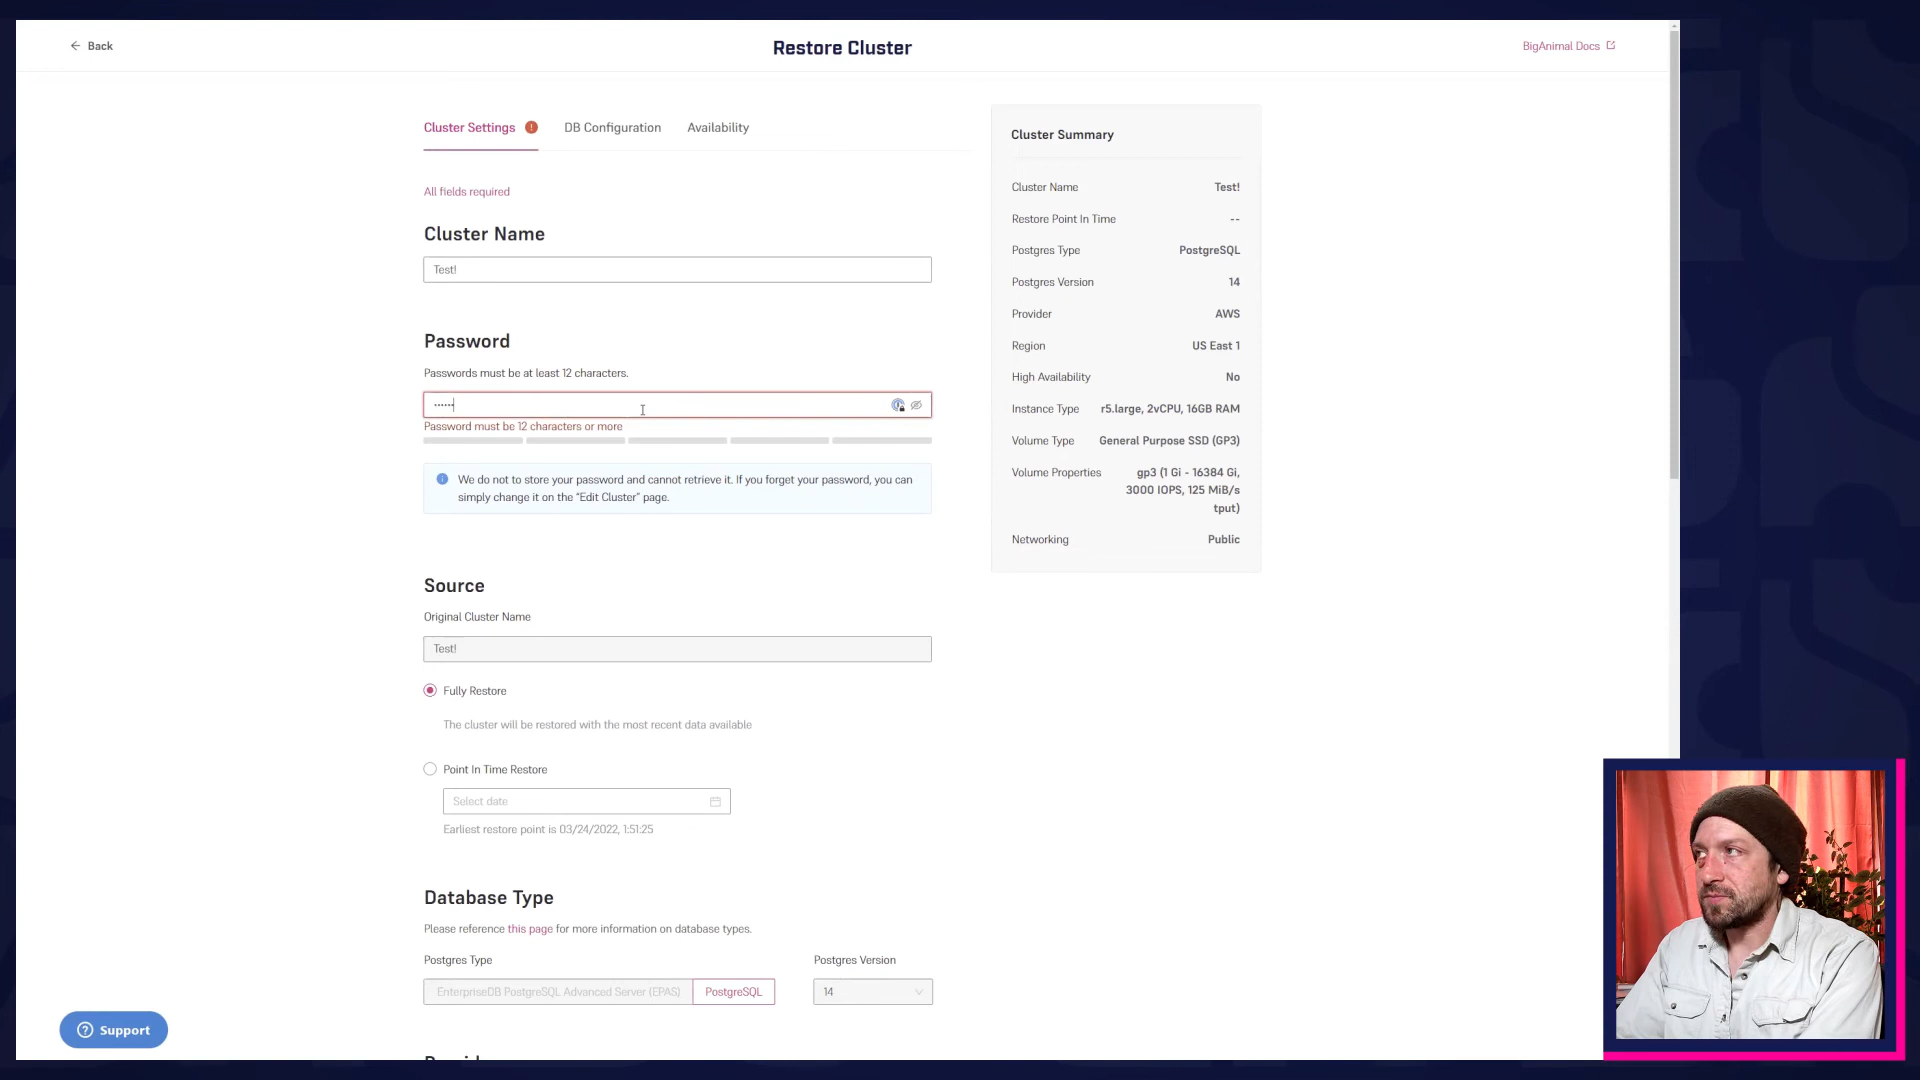 Back
Restore Cluster
BigAnimal Docs
Cluster Settings
DB Configuration
Availability
All fields required
Cluster Name
Test!
Password
Passwords must be at least 12 characters.
••••••
Password must be 12 characters or more
We do not to store your password and cannot retrieve it. If you forget your password, you can
simply change it on the “Edit Cluster” page.
Source
Original Cluster Name
Test!
Fully Restore
The cluster will be restored with the most recent data available
Point In Time Restore
Select date
Earliest restore point is 03/24/2022, 1:51:25
Database Type
Please reference this page for more information on database types.
Postgres Type
Postgres Version
EnterpriseDB PostgreSQL Advanced Server (EPAS)
PostgreSQL
14
Cluster Summary
Cluster Name Test!
Restore Point In Time --
Postgres Type PostgreSQL
Postgres Version 14
Provider AWS
Region US East 1
High Availability No
Instance Type r5.large, 2vCPU, 16GB RAM
Volume Type General Purpose SSD (GP3)
Volume Properties gp3 (1 Gi - 16384 Gi,
3000 IOPS, 125 MiB/s
tput)
Networking Public
Support